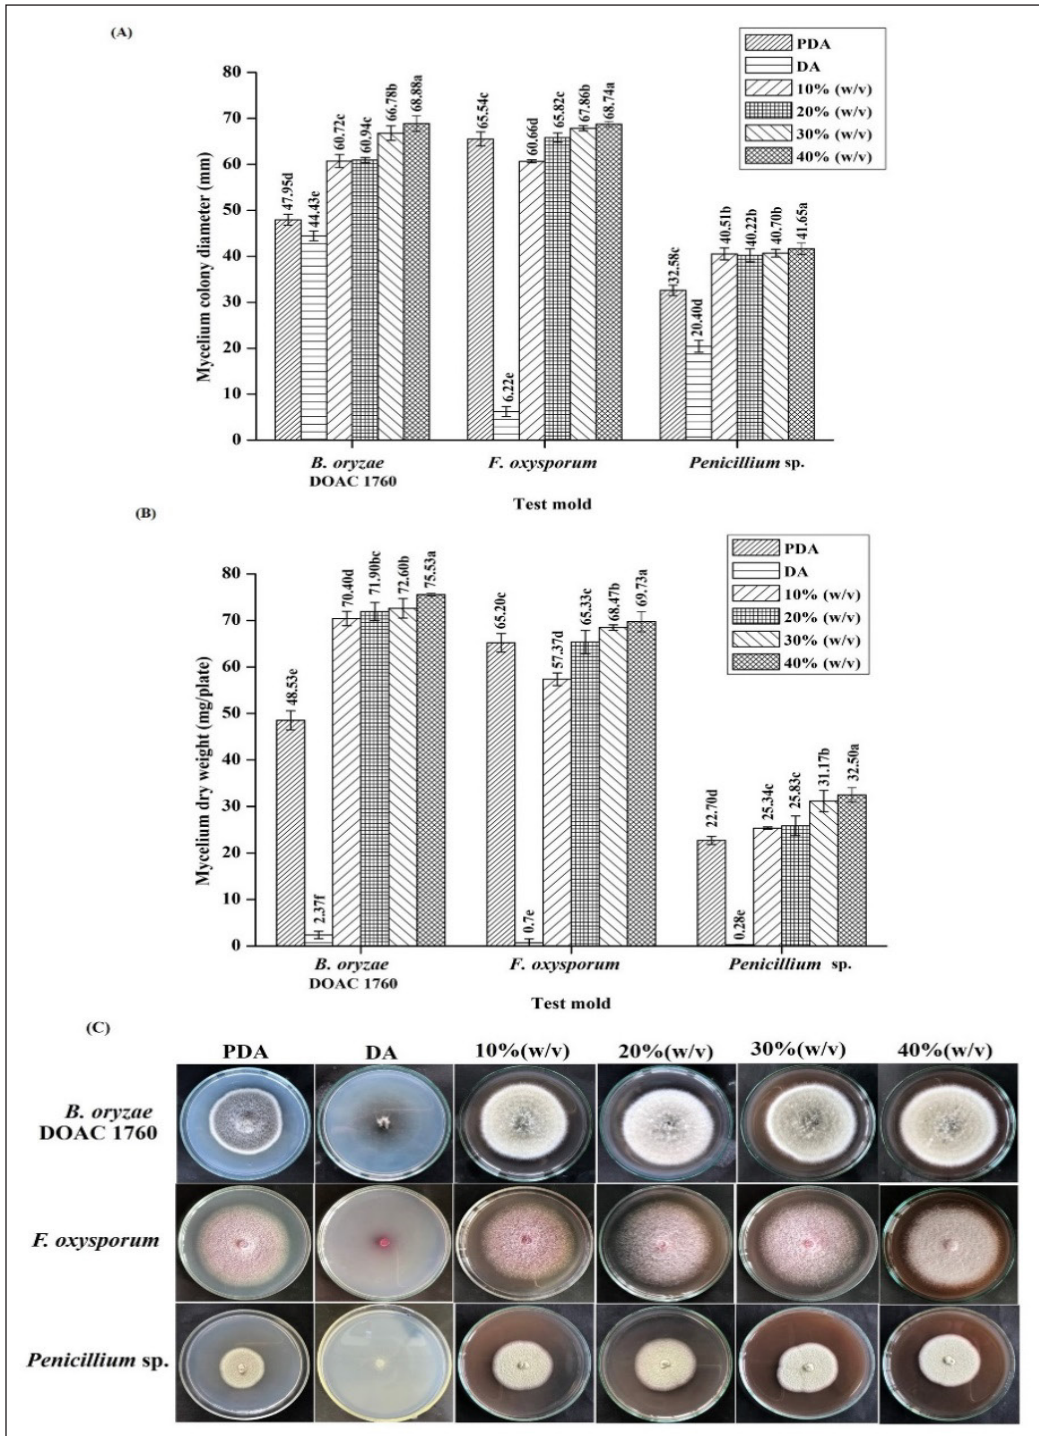 (A)
PDA
DA
10% (w/v)
20% (w/v)
30% (w/v)
40% (w/v)
Mycelium colony diameter (mm)
80
70
60
50
40
30
20
10
0
47.95d
44.43e
60.72c
60.94c
66.78b
68.88a
65.54c
6.22e
60.66d
65.82c
67.86b
68.74a
32.58c
20.40d
40.51b
40.22b
40.70b
41.65a
B. oryzae
DOAC 1760
F. oxysporum
Penicillium sp.
Test mold
(B)
PDA
DA
10% (w/v)
20% (w/v)
30% (w/v)
40% (w/v)
Mycelium dry weight (mg/plate)
80
70
60
50
40
30
20
10
0
48.53e
2.37f
70.40d
71.90bc
72.60b
75.53a
65.20c
0.7e
57.37d
65.33c
68.47b
69.73a
22.70d
0.28e
25.34c
25.83c
31.17b
32.50a
B. oryzae
DOAC 1760
F. oxysporum
Penicillium sp.
Test mold
(C)
PDA DA 10%(w/v) 20%(w/v) 30%(w/v) 40%(w/v)
B. oryzae
DOAC 1760
F. oxysporum
Penicillium sp.